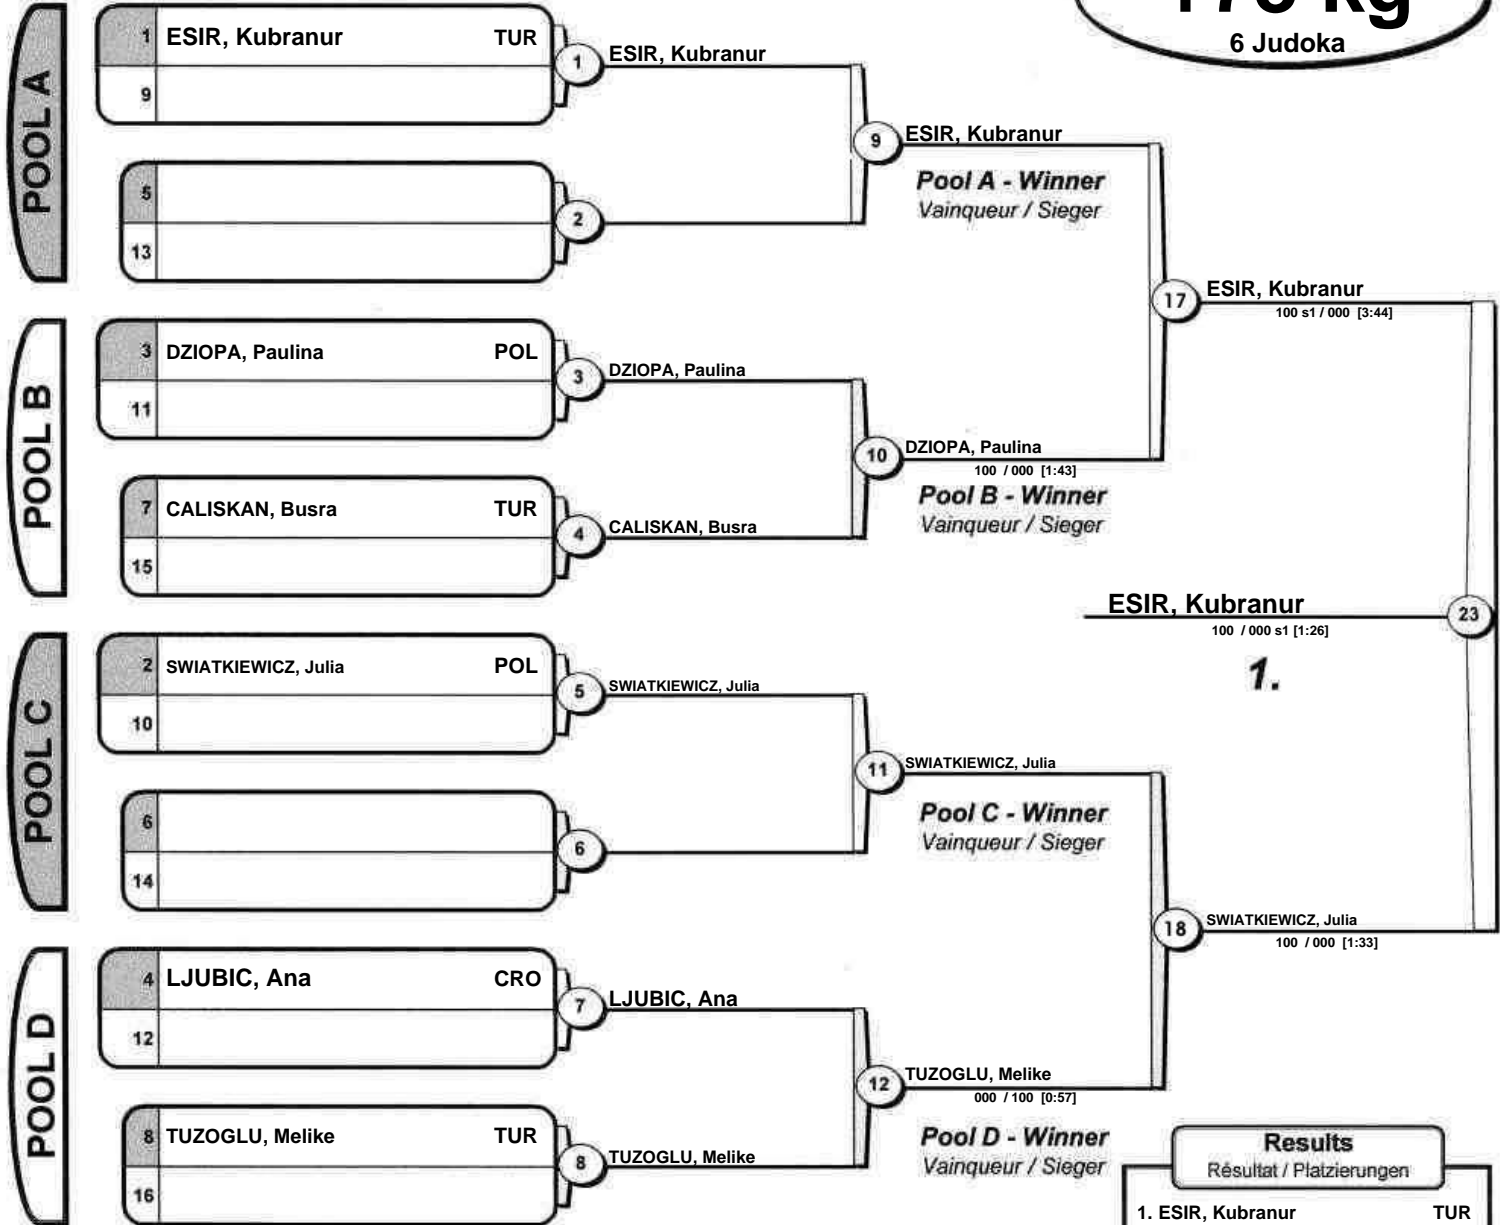 +78 kg
6 Judoka
POOL A
1 ESIR, Kubranur TUR
9
5
13
1 ESIR, Kubranur
2
9 ESIR, Kubranur
Pool A - Winner
Vainqueur / Sieger
POOL B
3 DZIOPA, Paulina POL
11
7 CALISKAN, Busra TUR
15
3 DZIOPA, Paulina
4 CALISKAN, Busra
10 DZIOPA, Paulina
100 / 000 [1:43]
Pool B - Winner
Vainqueur / Sieger
17 ESIR, Kubranur
100 s1 / 000 [3:44]
ESIR, Kubranur 23
100 / 000 s1 [1:26]
1.
POOL C
2 SWIATKIEWICZ, Julia POL
10
6
14
5 SWIATKIEWICZ, Julia
6
11 SWIATKIEWICZ, Julia
Pool C - Winner
Vainqueur / Sieger
18 SWIATKIEWICZ, Julia
100 / 000 [1:33]
POOL D
4 LJUBIC, Ana CRO
12
8 TUZOGLU, Melike TUR
16
7 LJUBIC, Ana
8 TUZOGLU, Melike
12 TUZOGLU, Melike
000 / 100 [0:57]
Pool D - Winner
Vainqueur / Sieger
Results
Résultat / Platzierungen
1. ESIR, Kubranur TUR